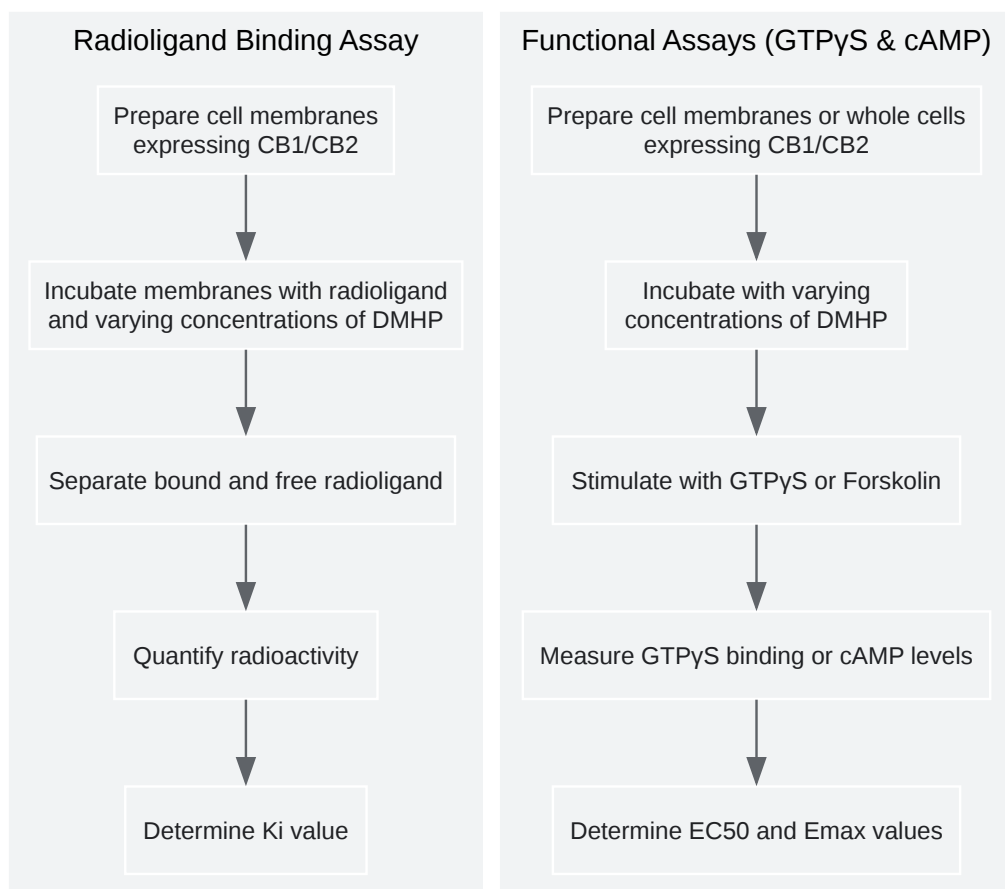 Radioligand Binding Assay
Prepare cell membranes
expressing CB1/CB2
Incubate membranes with radioligand
and varying concentrations of DMHP
Separate bound and free radioligand
Quantify radioactivity
Determine Ki value
Functional Assays (GTPγS & cAMP)
Prepare cell membranes or whole cells
expressing CB1/CB2
Incubate with varying
concentrations of DMHP
Stimulate with GTPγS or Forskolin
Measure GTPγS binding or cAMP levels
Determine EC50 and Emax values